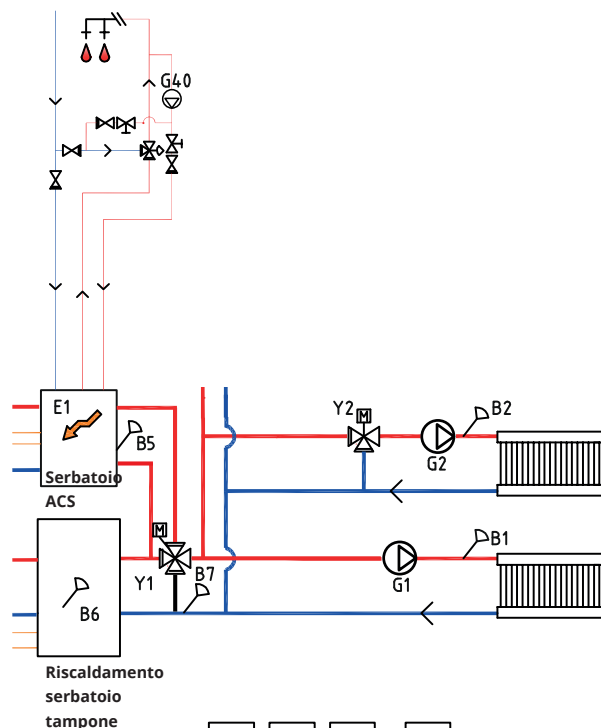 G40
E1
B5
Serbatoio
ACS
Y2
M
B2
G2
M
Y1
B7
B1
G1
B6
Riscaldamento
serbatoio
tampone